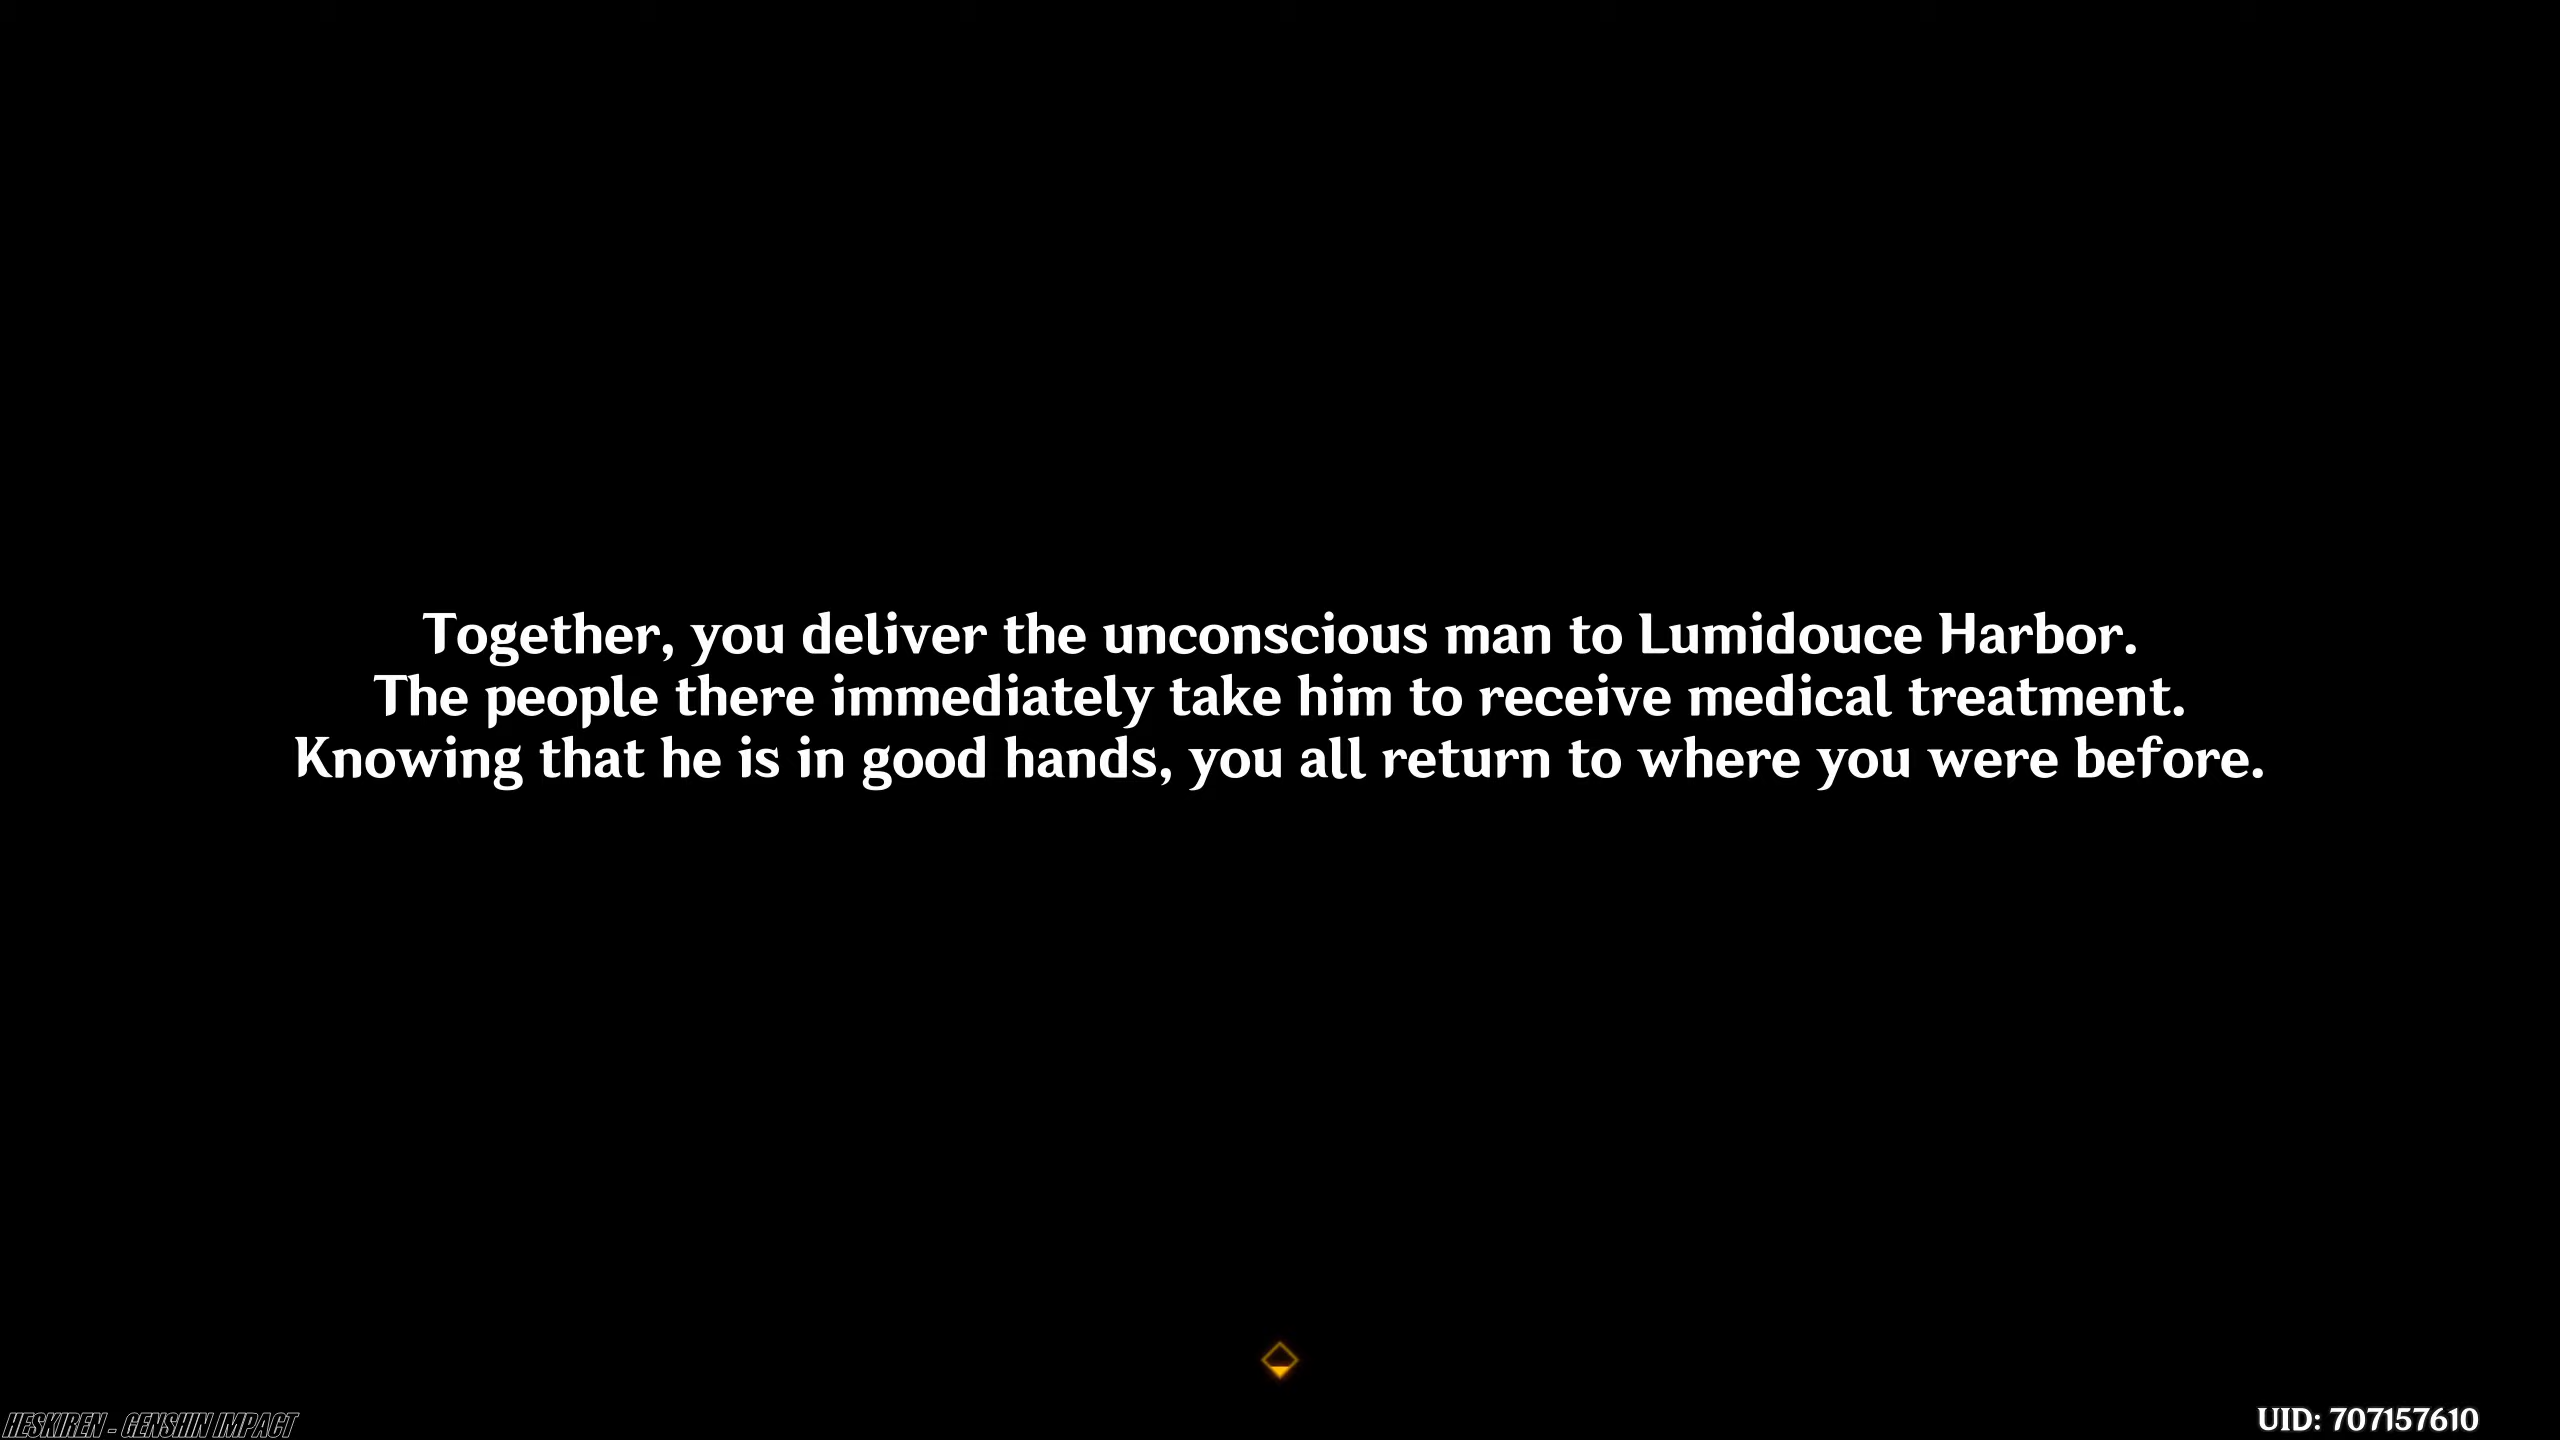 Together, you deliver the unconscious man to Lumidouce Harbor.
The people there immediately take him to receive medical treatment.
Knowing that he is in good hands, you all return to where you were before.
HESKIREN - GENSHIN IMPACT
UID: 707157610